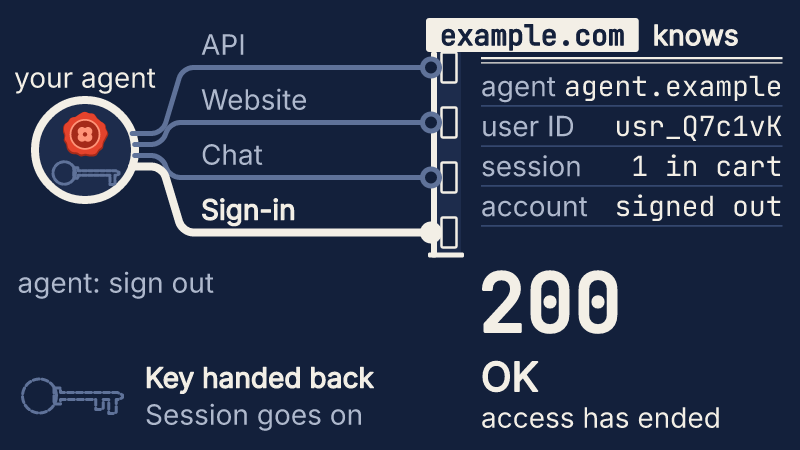 your agent
API
Website
Chat
Sign-in
example.com knows
agent agent.example
user ID usr_Q7c1vK
session 1 in cart
account signed out
agent: sign out
200
OK
access has ended
Key handed back
Session goes on